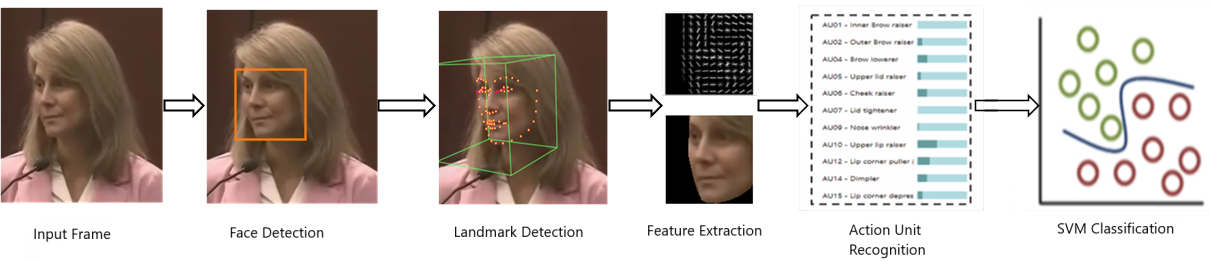 AU01 - Inner Brow raiser
AU02 - Outer Brow raiser
AU04 - Brow lowerer
AU05 - Upper lid raiser
AU06 - Cheek raiser
AU07 - Lid tightener
AU09 - Nose wrinkler
AU10 - Upper lip raiser
AU12 - Lip corner puller (
AU14 - Dimpler
AU15 - Lip corner depres
Input Frame
Face Detection
Landmark Detection
Feature Extraction
Action Unit
Recognition
SVM Classification